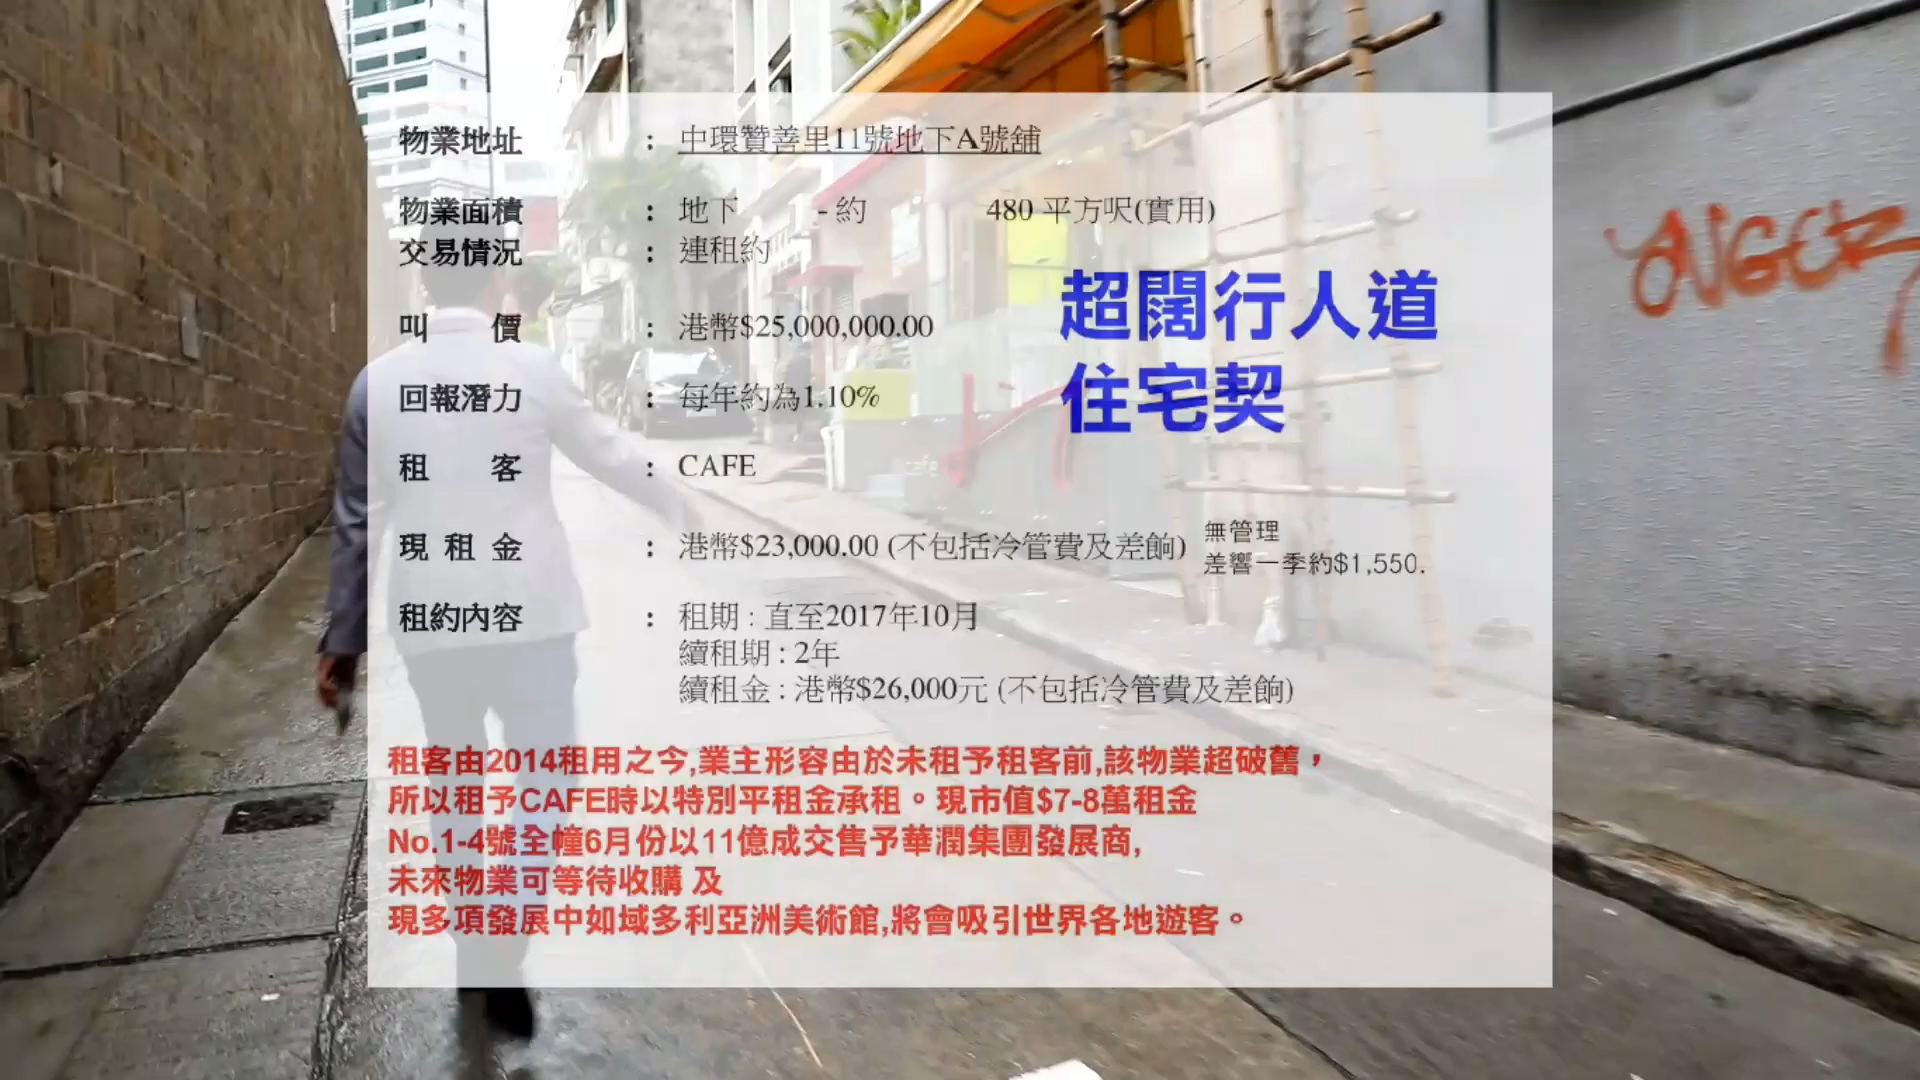 物業地址 : 中環贊善里11號地下A號舖
物業面積 : 地下 - 約 480 平方呎(實用)
交易情況 : 連租約
超闊行人道
叫 價 : 港幣$25,000,000.00
住宅契
回報潛力 : 每年約為1.10%
租 客 : CAFE
現 租 金 : 港幣$23,000.00 (不包括冷管費及差餉)
無管理
差響一季約$1,550.
租約內容 : 租期 : 直至2017年10月
續租期 : 2年
續租金 : 港幣$26,000元 (不包括冷管費及差餉)
租客由2014租用之今,業主形容由於未租予租客前,該物業超破舊，
所以租予CAFE時以特別平租金承租。現市值$7-8萬租金
No.1-4號全幢6月份以11億成交售予華潤集團發展商,
未來物業可等待收購 及
現多項發展中如域多利亞洲美術館,將會吸引世界各地遊客。
cafe
ANGER